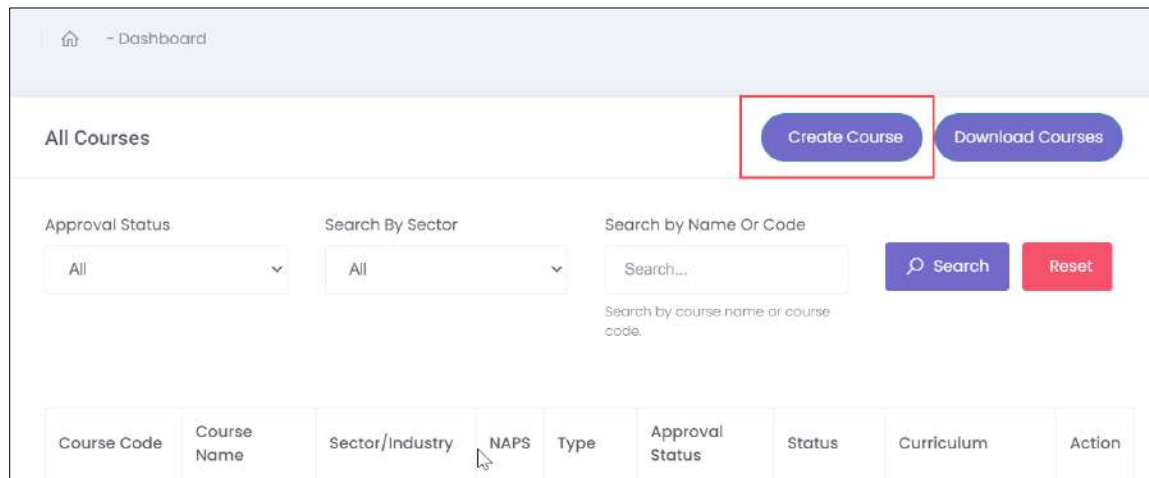 - Dashboard
All Courses
Create Course
Download Courses
Approval Status
Search By Sector
Search by Name Or Code
All
All
Search...
Search
Reset
Search by course name or course
code.
Course Code
Course
Name
Sector/Industry
NAPS
Type
Approval
Status
Status
Curriculum
Action